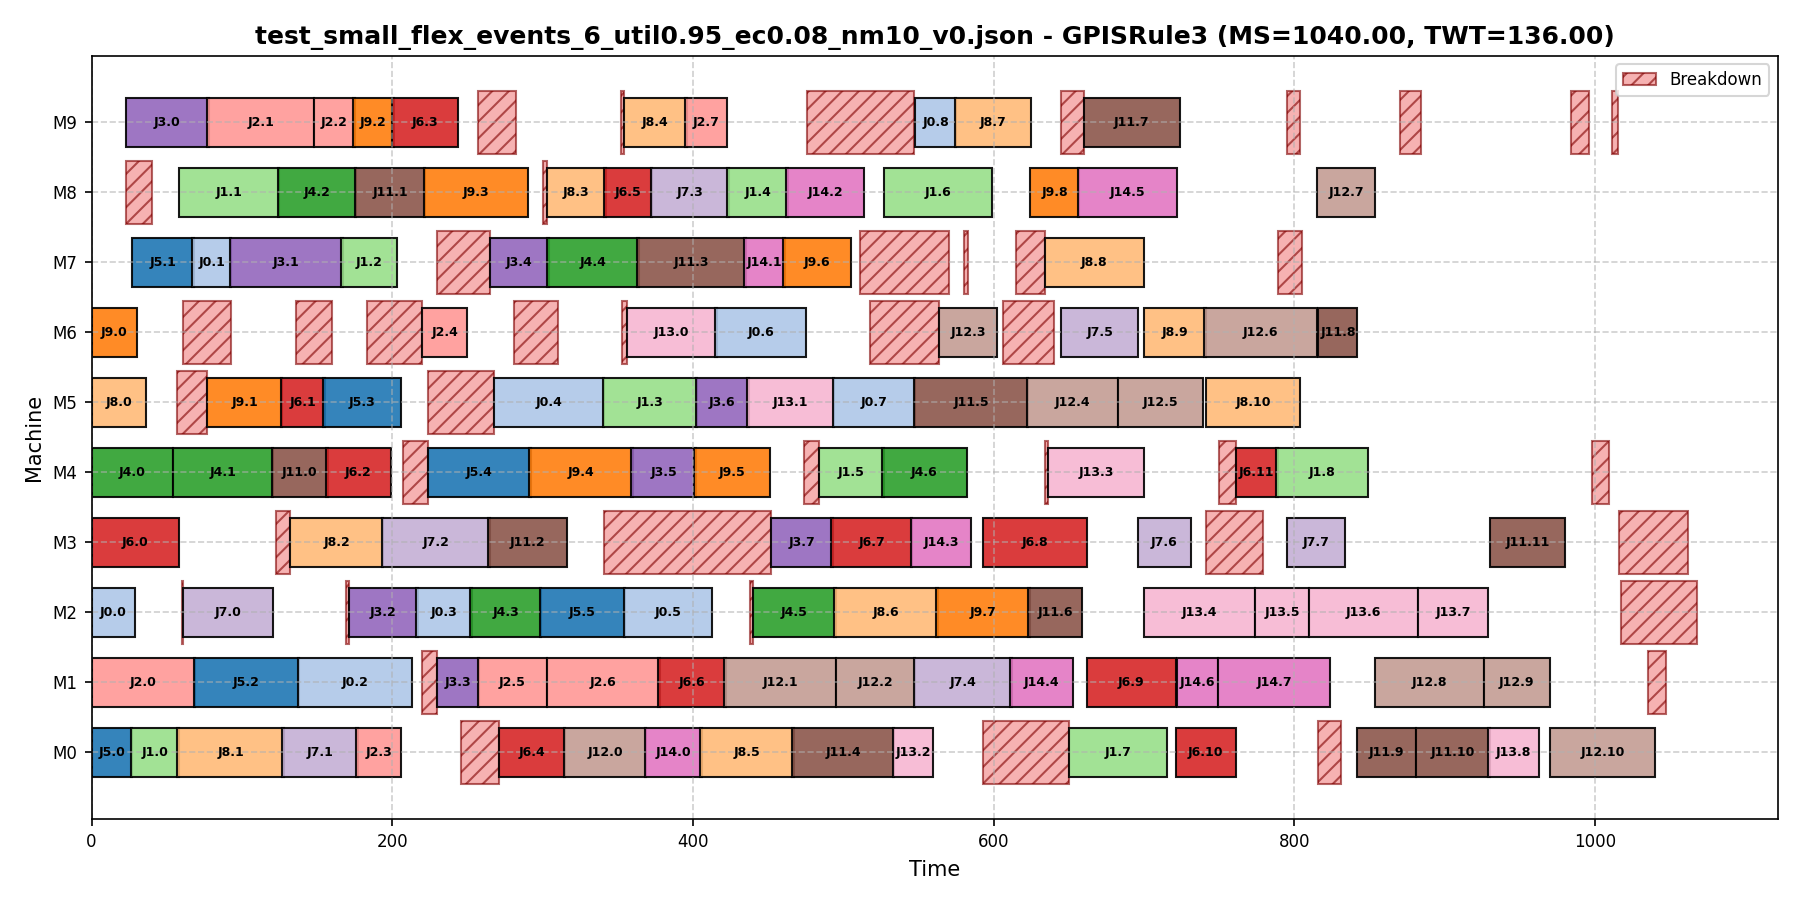 test_small_flex_events_6_util0.95_ec0.08_nm10_v0.json - GPISRule3 (MS=1040.00, TWT=136.00)
Breakdown
M9 J3.0 J2.1 J2.2 J9.2 J6.3 J8.4 J2.7 J0.8 J8.7 J11.7
M8 J1.1 J4.2 J11.1 J9.3 J8.3 J6.5 J7.3 J1.4 J14.2 J1.6 J9.8 J14.5 J12.7
M7 J5.1 J0.1 J3.1 J1.2 J3.4 J4.4 J11.3 J14.1 J9.6 J8.8
M6 J9.0 J2.4 J13.0 J0.6 J12.3 J7.5 J8.9 J12.6 J11.8
M5 J8.0 J9.1 J6.1 J5.3 J0.4 J1.3 J3.6 J13.1 J0.7 J11.5 J12.4 J12.5 J8.10
M4 J4.0 J4.1 J11.0 J6.2 J5.4 J9.4 J3.5 J9.5 J1.5 J4.6 J13.3 J6.11 J1.8
M3 J6.0 J8.2 J7.2 J11.2 J3.7 J6.7 J14.3 J6.8 J7.6 J7.7 J11.11
M2 J0.0 J7.0 J3.2 J0.3 J4.3 J5.5 J0.5 J4.5 J8.6 J9.7 J11.6 J13.4 J13.5 J13.6 J13.7
M1 J2.0 J5.2 J0.2 J3.3 J2.5 J2.6 J6.6 J12.1 J12.2 J7.4 J14.4 J6.9 J14.6 J14.7 J12.8 J12.9
M0 J5.0 J1.0 J8.1 J7.1 J2.3 J6.4 J12.0 J14.0 J8.5 J11.4 J13.2 J1.7 J6.10 J11.9 J11.10 J13.8 J12.10
Machine
0 200 400 600 800 1000
Time